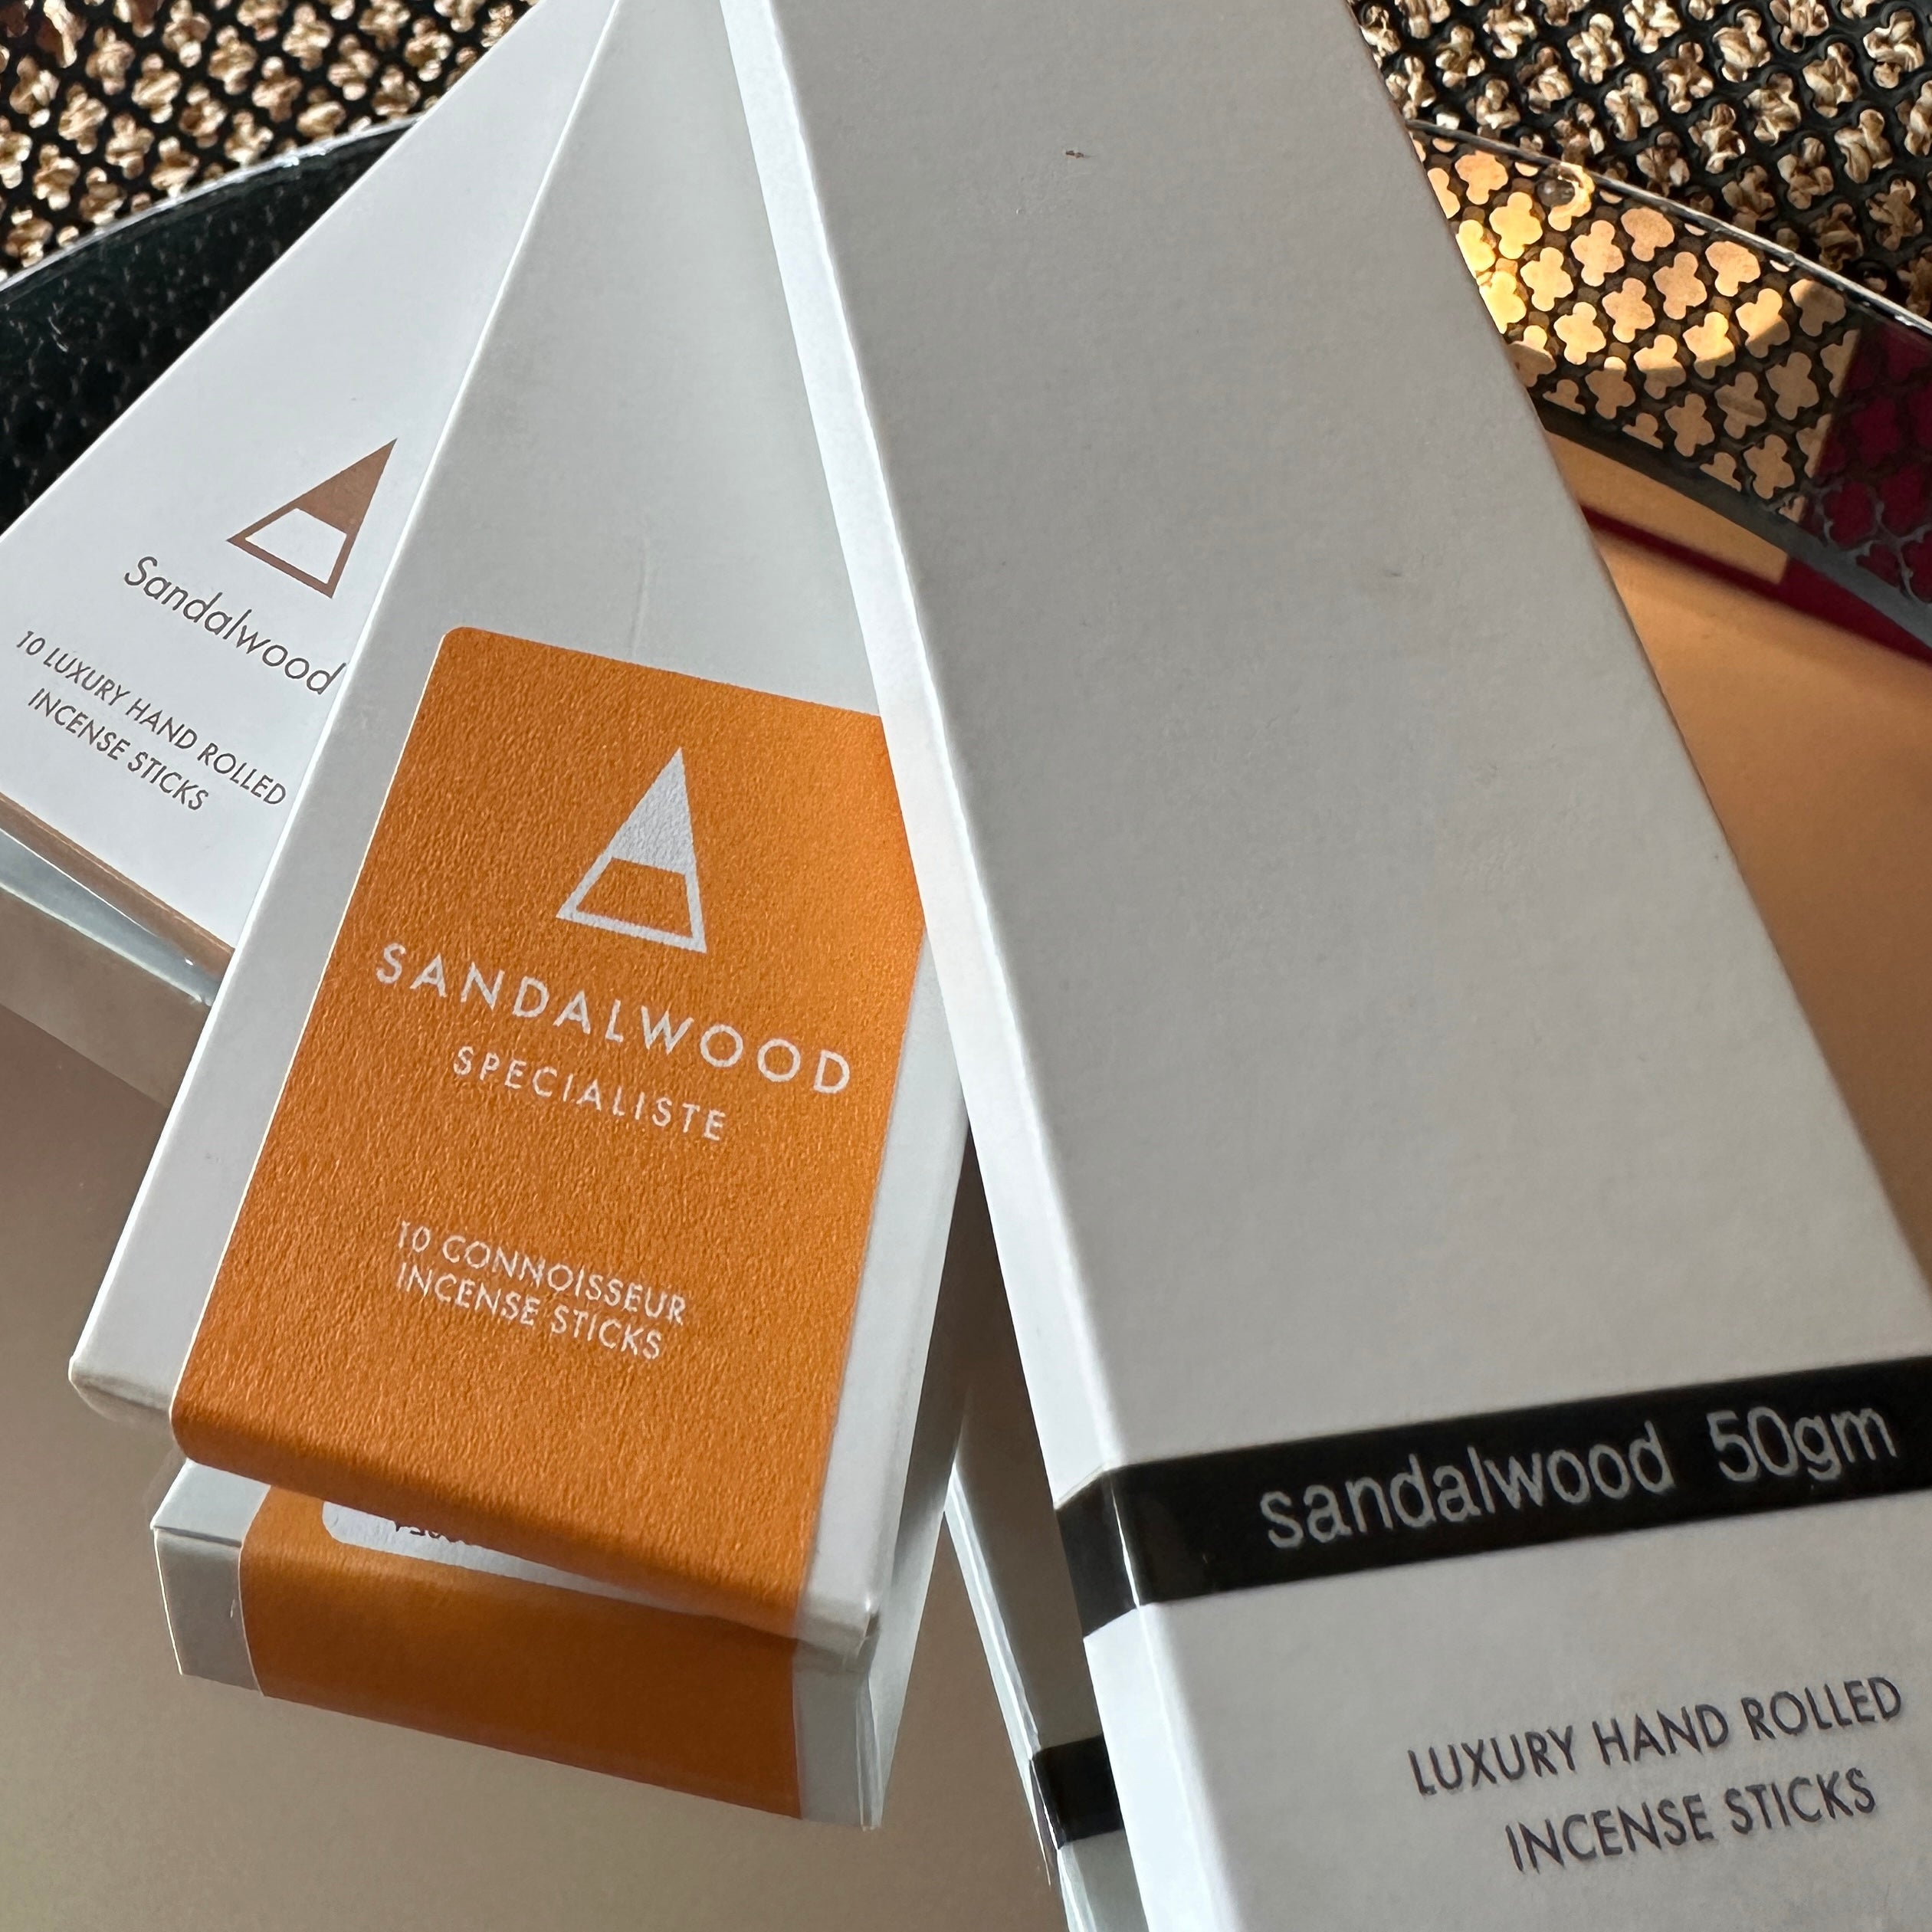 Sandalwood
10 LUXURY HAND ROLLED
INCENSE STICKS
SANDALWOOD
SPECIALISTE
10 CONNOISSEUR
INCENSE STICKS
sandalwood 50gm
LUXURY HAND ROLLED
INCENSE STICKS